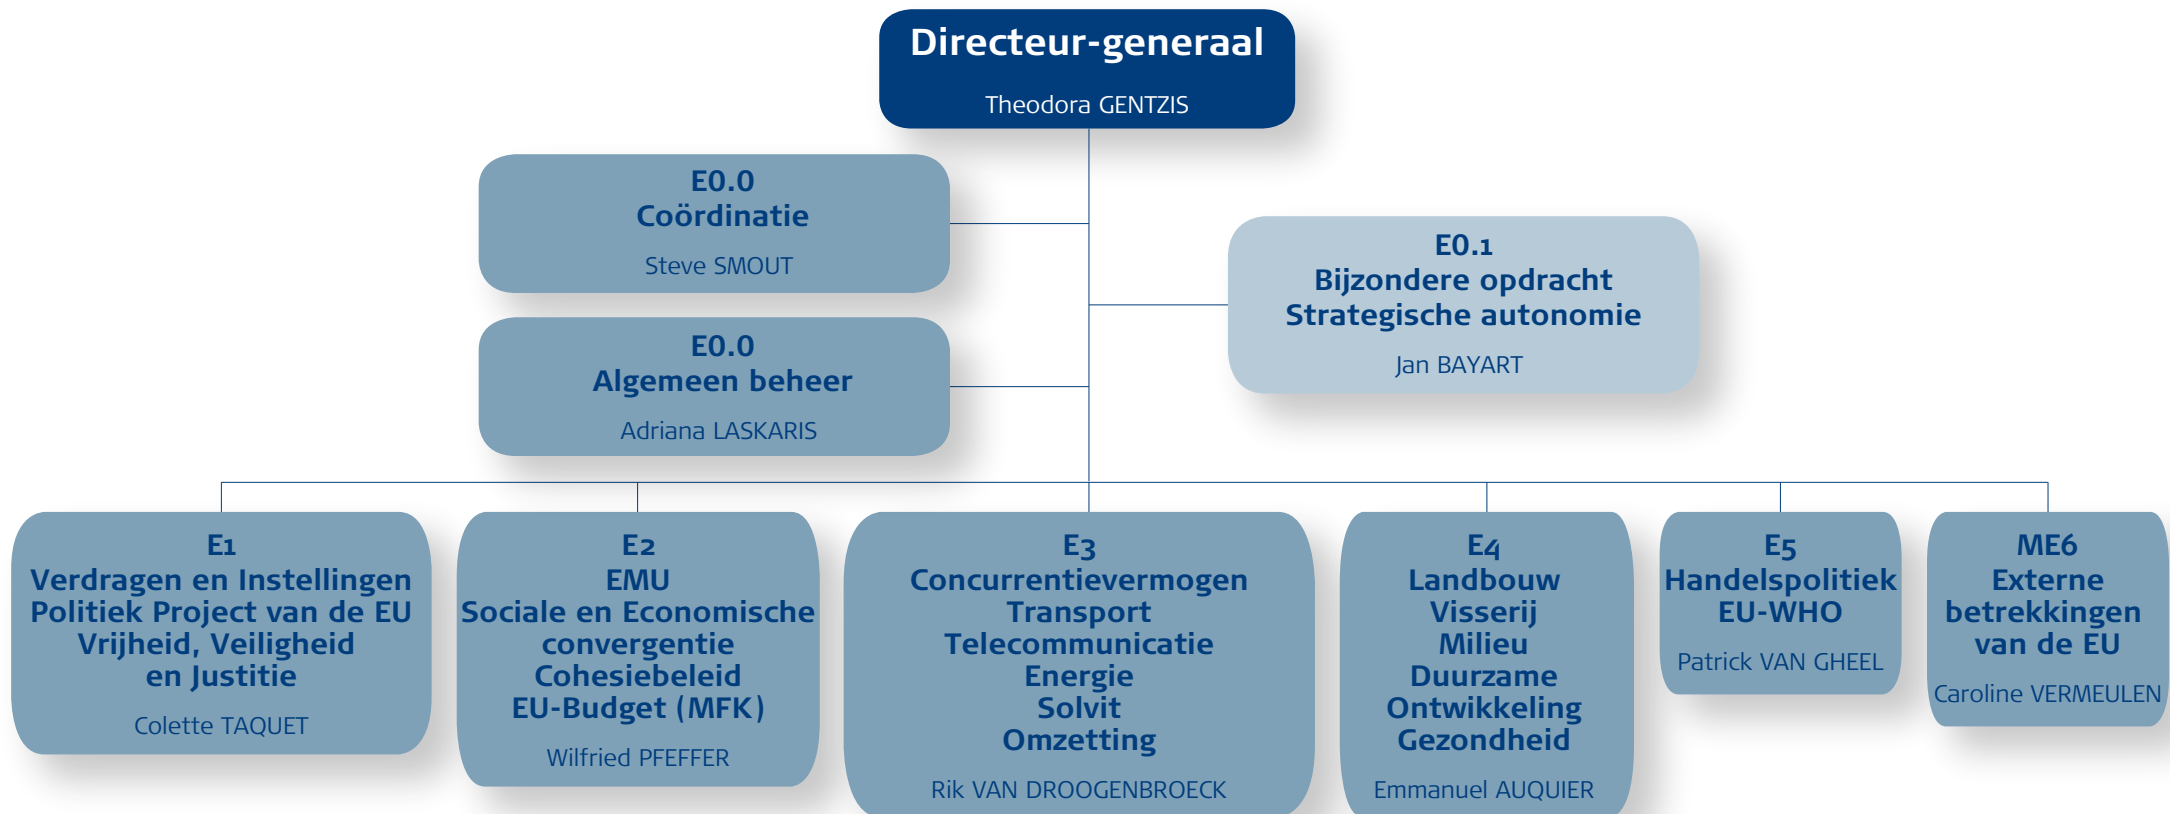 Directeur-generaal
Theodora GENTZIS
E0.0
Coördinatie
Steve SMOUT
E0.1
Bijzondere opdracht
Strategische autonomie
Jan BAYART
E0.0
Algemeen beheer
Adriana LASKARIS
E1
Verdragen en Instellingen
Politiek Project van de EU
Vrijheid, Veiligheid
en Justitie
Colette TAQUET
E2
EMU
Sociale en Economische
convergentie
Cohesiebeleid
EU-Budget (MFK)
Wilfried PFEFFER
E3
Concurrentievermogen
Transport
Telecommunicatie
Energie
Solvit
Omzetting
Rik VAN DROOGENBROECK
E4
Landbouw
Visserij
Milieu
Duurzame
Ontwikkeling
Gezondheid
Emmanuel AUQUIER
E5
Handelspolitiek
EU-WHO
Patrick VAN GHEEL
ME6
Externe
betrekkingen
van de EU
Caroline VERMEULEN